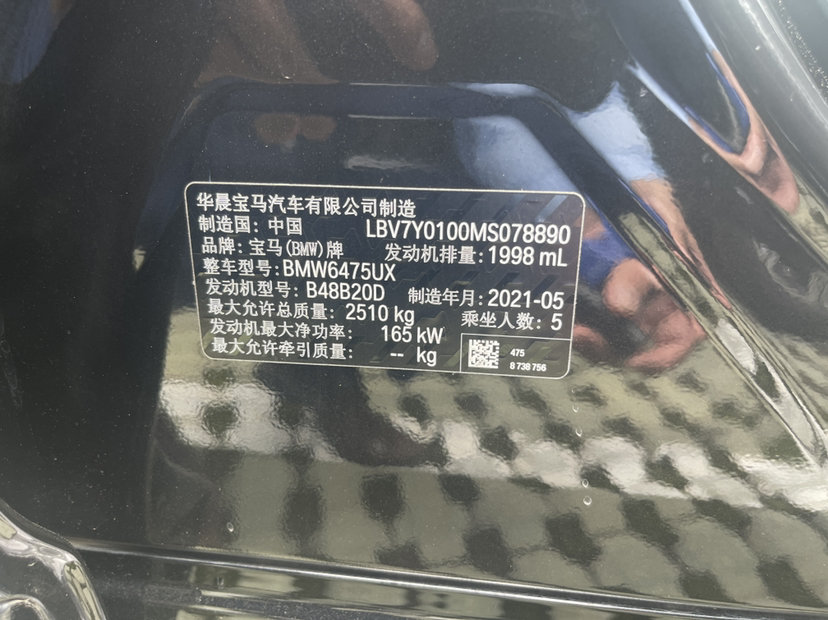 华晨宝马汽车有限公司制造
制造国: 中国 LBV7Y0100MS078890
品牌: 宝马(BMW)牌 发动机排量: 1998 mL
整车型号: BMW6475UX
发动机型号: B48B20D 制造年月: 2021-05
最大允许总质量: 2510 kg 乘坐人数: 5
发动机最大净功率: 165 kW
最大允许牵引质量: -- kg
475
8 738 756